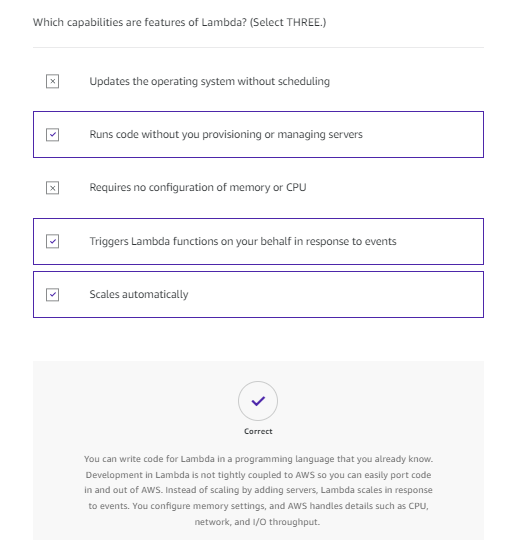 Which capabilities are features of Lambda? (Select THREE.)
Updates the operating system without scheduling
Runs code without you provisioning or managing servers
Requires no configuration of memory or CPU
Triggers Lambda functions on your behalf in response to events
Scales automatically
Correct
You can write code for Lambda in a programming language that you already know.
Development in Lambda is not tightly coupled to AWS so you can easily port code
in and out of AWS. Instead of scaling by adding servers, Lambda scales in response
to events. You configure memory settings, and AWS handles details such as CPU,
network, and I/O throughput.